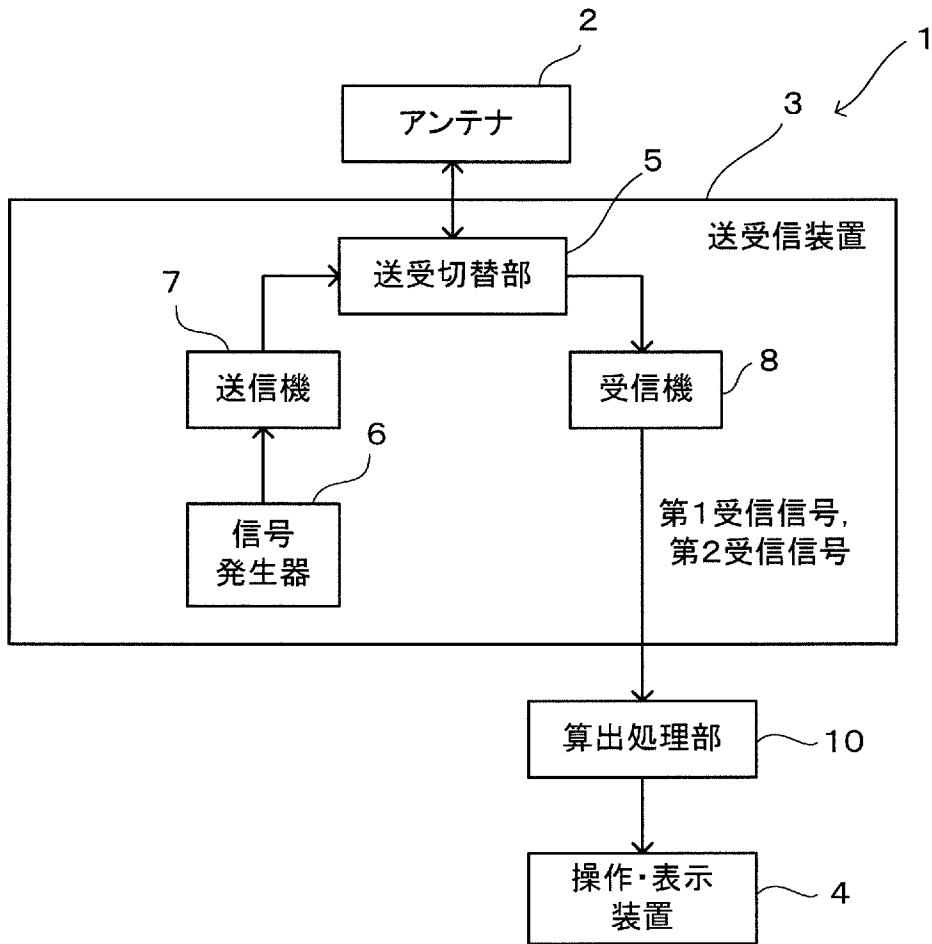 1
2
3
アンテナ
5
送受信装置
送受切替部
7
送信機
受信機
8
6
信号
発生器
第1受信信号,
第2受信信号
算出処理部
10
操作・表示
装置
4